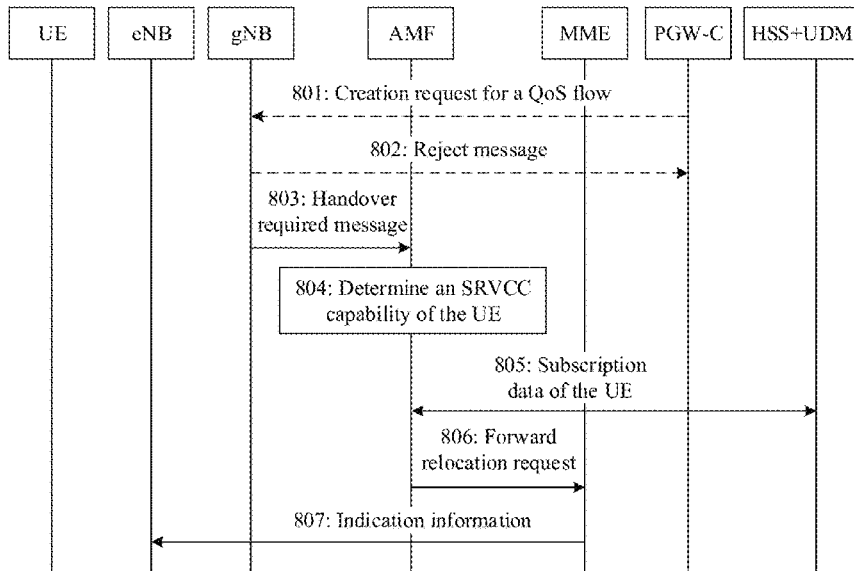 UE eNB gNB AMF MME PGW-C HSS+UDM
801: Creation request for a QoS flow
802: Reject message
803: Handover
required message
804: Determine an SRVCC
capability of the UE
805: Subscription
data of the UE
806: Forward
relocation request
807: Indication information